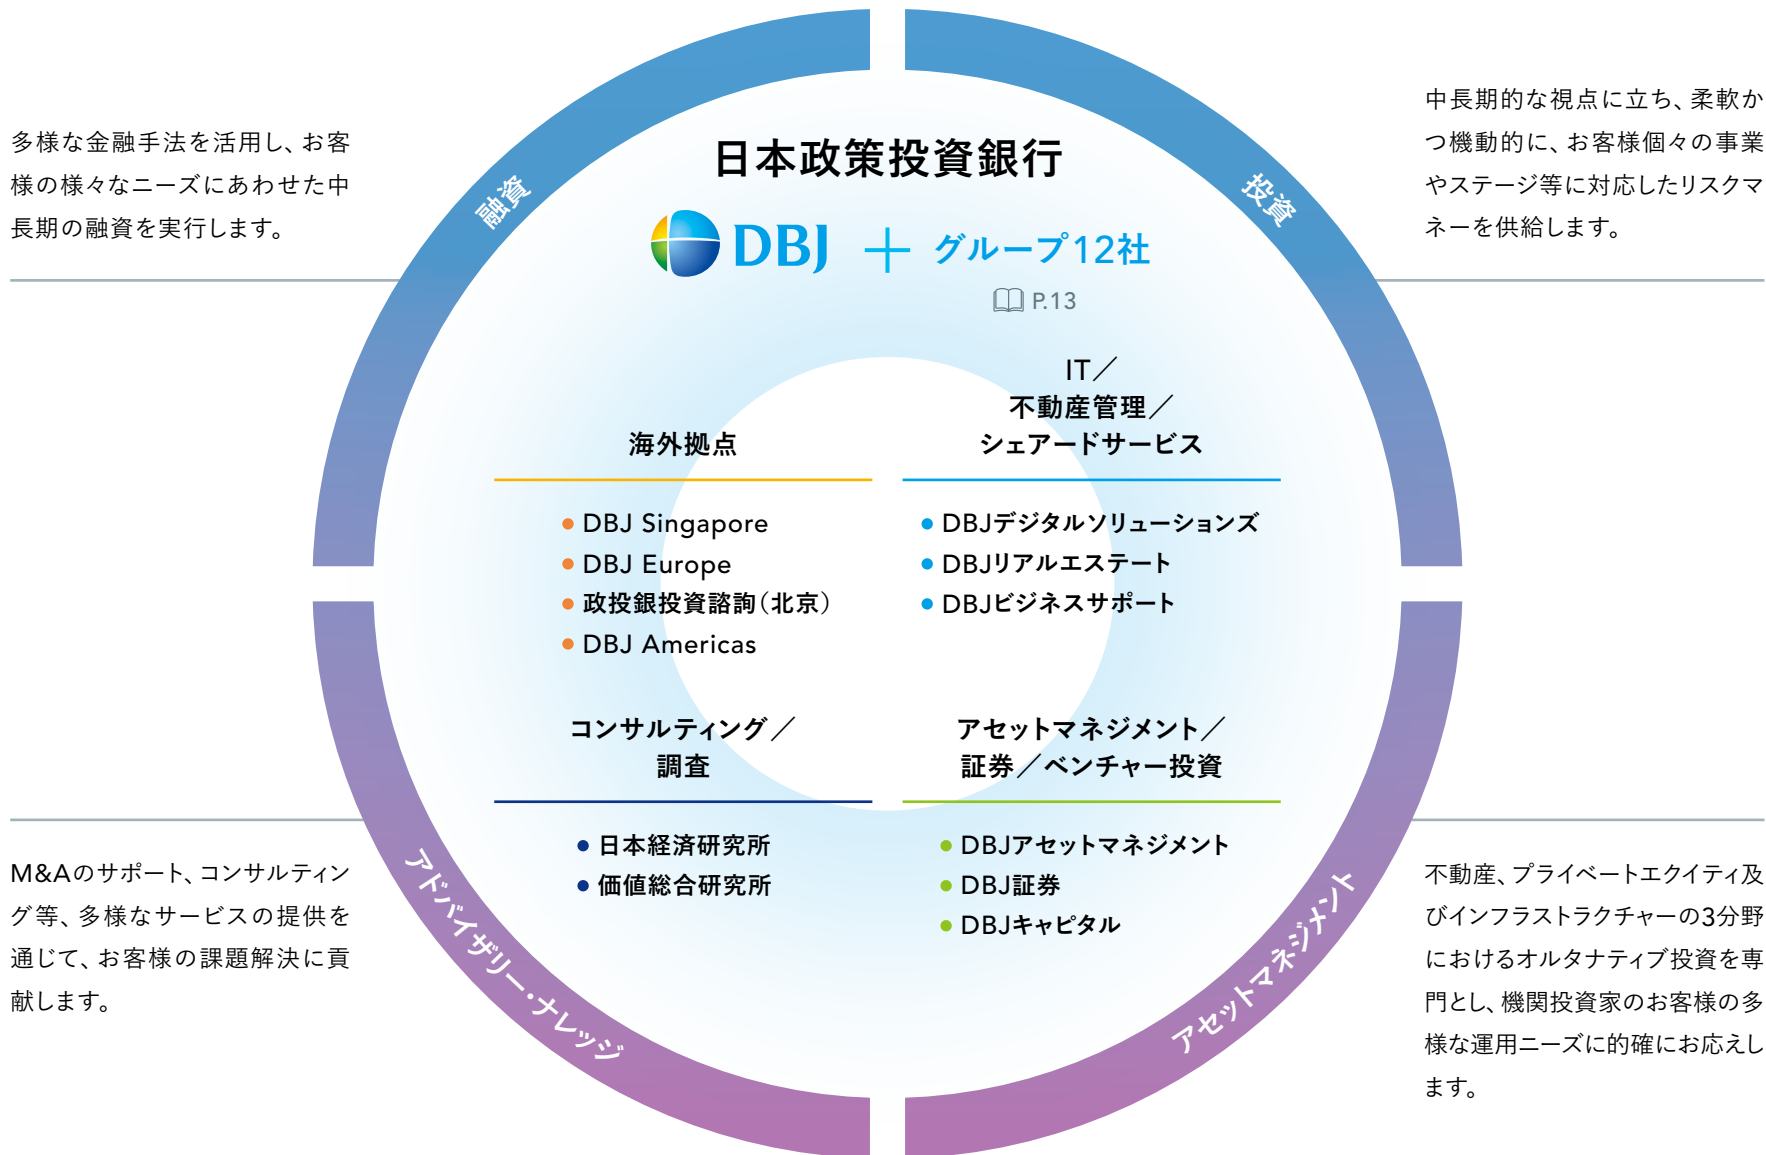 日本政策投資銀行
DBJ + グループ12社
P.13
融資
多様な金融手法を活用し、お客
様の様々なニーズにあわせた中
長期の融資を実行します。
投資
中長期的な視点に立ち、柔軟か
つ機動的に、お客様個々の事業
やステージ等に対応したリスクマ
ネーを供給します。
海外拠点
DBJ Singapore
DBJ Europe
政投銀投資諮詢（北京）
DBJ Americas
IT／
不動産管理／
シェアードサービス
DBJデジタルソリューションズ
DBJリアルエステート
DBJビジネスサポート
コンサルティング／
調査
日本経済研究所
価値総合研究所
アセットマネジメント／
証券／ベンチャー投資
DBJアセットマネジメント
DBJ証券
DBJキャピタル
アドバイザリー・ナレッジ
M&Aのサポート、コンサルティン
グ等、多様なサービスの提供を
通じて、お客様の課題解決に貢
献します。
アセットマネジメント
不動産、プライベートエクイティ及
びインフラストラクチャーの3分野
におけるオルタナティブ投資を専
門とし、機関投資家のお客様の多
様な運用ニーズに的確にお応えし
ます。